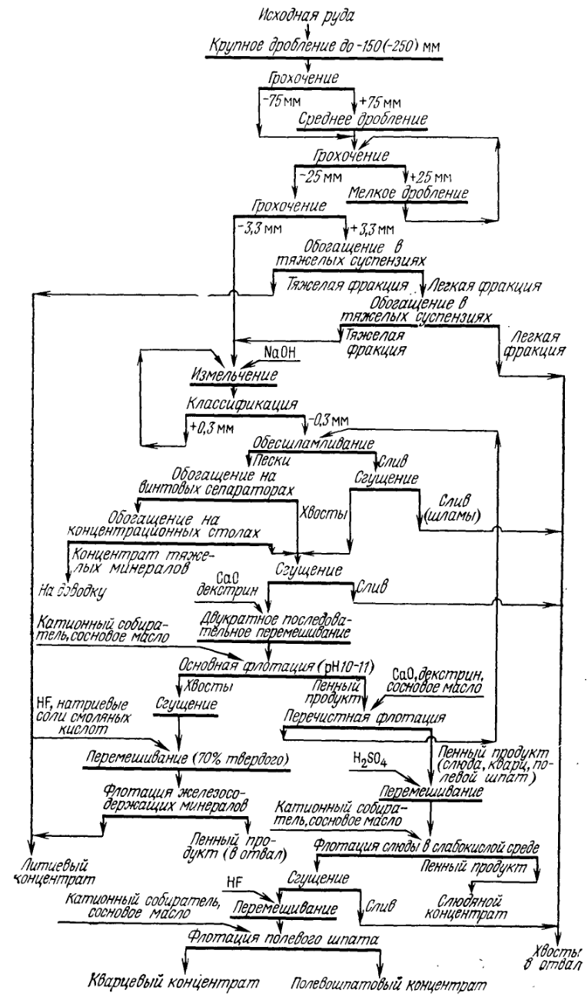 Исходная руда
Крупное дробление до -150(-250) мм
Грохочение
-75 мм
+75 мм
Среднее дробление
Грохочение
-25 мм
+25 мм
Мелкое дробление
Грохочение
-3,3 мм
+3,3 мм
Обогащение в
тяжелых суспензиях
Тяжелая фракция
Легкая фракция
Обогащение в
тяжелых суспензиях
Тяжелая
фракция
Легкая
фракция
NaOH
Измельчение
Классификация
+0,3 мм
-0,3 мм
Обесшламливание
Пески
Слив
Обогащение на
винтовых сепараторах
Сгущение
Хвосты
Слив
(шламы)
Обогащение на
концентрационных столах
Концентрат тяже-
лых минералов
На доводку
Сгущение
Слив
CaO
декстрин
Двукратное последова-
тельное перемешивание
Катионный собира-
тель, сосновое масло
Основная флотация (pH 10-11)
Хвосты
Пенный
продукт
CaO, декстрин,
сосновое масло
Сгущение
Перечистная флотация
HF, натриевые
соли смоляных
кислот
Перемешивание (70% твердого)
Пенный продукт
(слюда, кварц, по-
левой шпат)
H2SO4
Перемешивание
Флотация железосо-
держащих минералов
Пенный про-
дукт (в отвал)
Литиевый
концентрат
Катионный собира-
тель, сосновое масло
Флотация слюды в слабокислой среде
Пенный продукт
Слюдяной
концентрат
Сгущение
Слив
HF
Перемешивание
Катионный собиратель,
сосновое масло
Флотация полевого шпата
Кварцевый концентрат
Полевошпатовый концентрат
Хвосты
в отвал